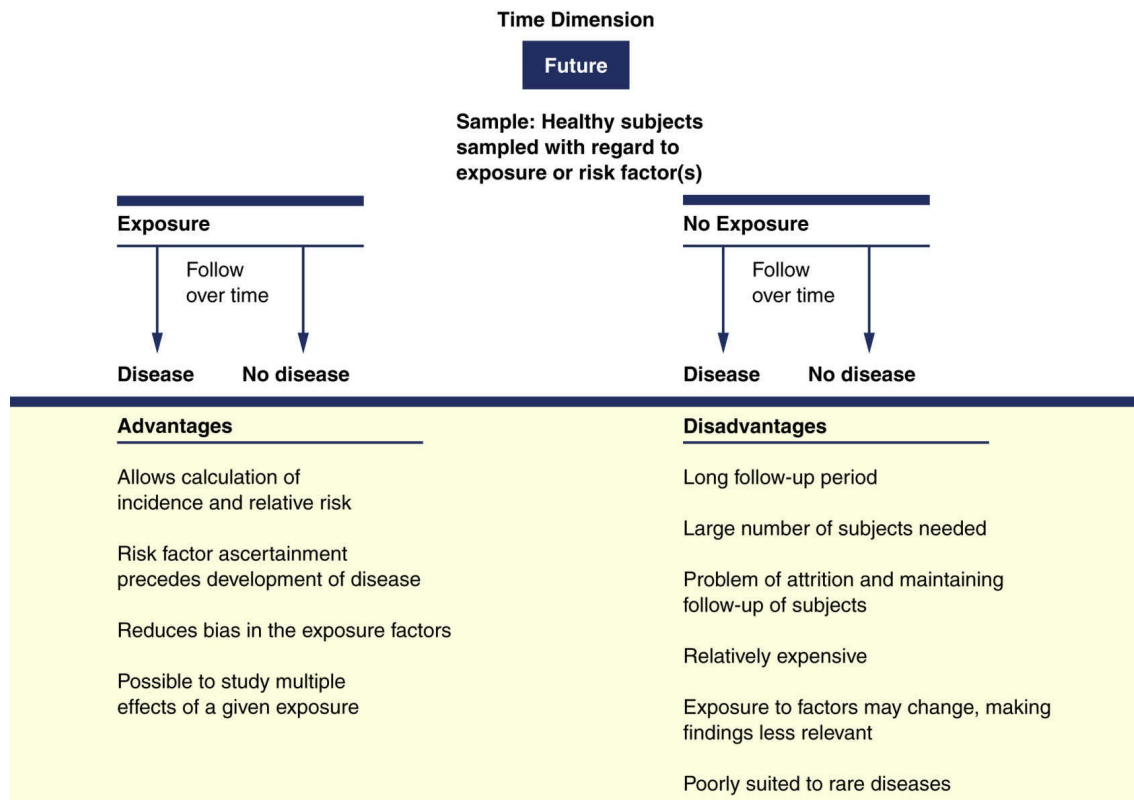 Time Dimension
Future
Sample: Healthy subjects
sampled with regard to
exposure or risk factor(s)
Exposure
Follow
over time
Disease
No disease
No Exposure
Follow
over time
Disease
No disease
Advantages
Allows calculation of
incidence and relative risk
Risk factor ascertainment
precedes development of disease
Reduces bias in the exposure factors
Possible to study multiple
effects of a given exposure
Disadvantages
Long follow-up period
Large number of subjects needed
Problem of attrition and maintaining
follow-up of subjects
Relatively expensive
Exposure to factors may change, making
findings less relevant
Poorly suited to rare diseases